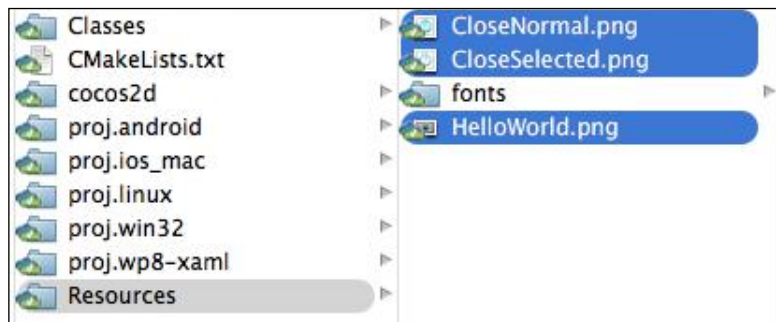 Classes
CMakeLists.txt
cocos2d
proj.android
proj.ios_mac
proj.linux
proj.win32
proj.wp8-xaml
Resources
CloseNormal.png
CloseSelected.png
fonts
HelloWorld.png